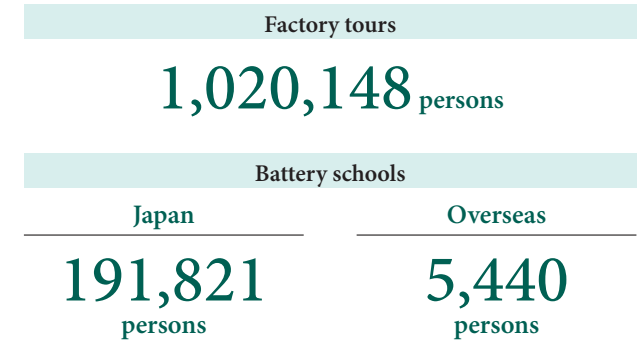 Factory tours
1,020,148 persons
Battery schools
Japan
Overseas
191,821
5,440
persons
persons